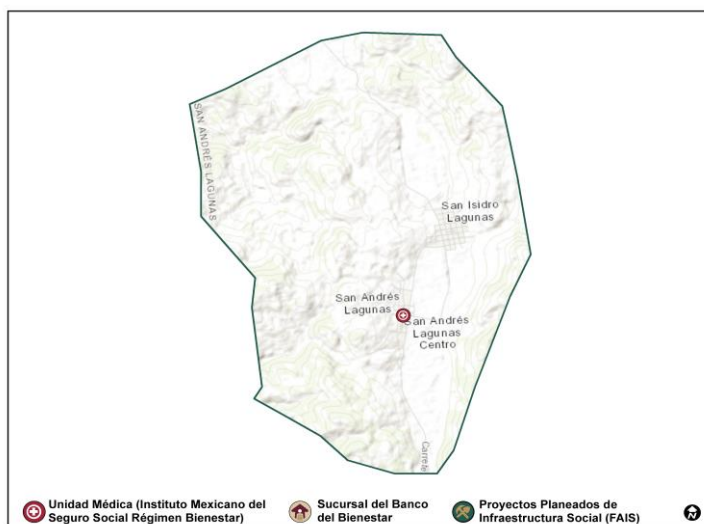 SAN ANDRÉS LAGUNAS
San Isidro
Lagunas
San Andrés
Lagunas
San Andrés
Lagunas
Centro
Carrete
Unidad Médica (Instituto Mexicano del
Seguro Social Régimen Bienestar)
Sucursal del Banco
del Bienestar
Proyectos Planeados de
Infraestructura Social (FAIS)
N